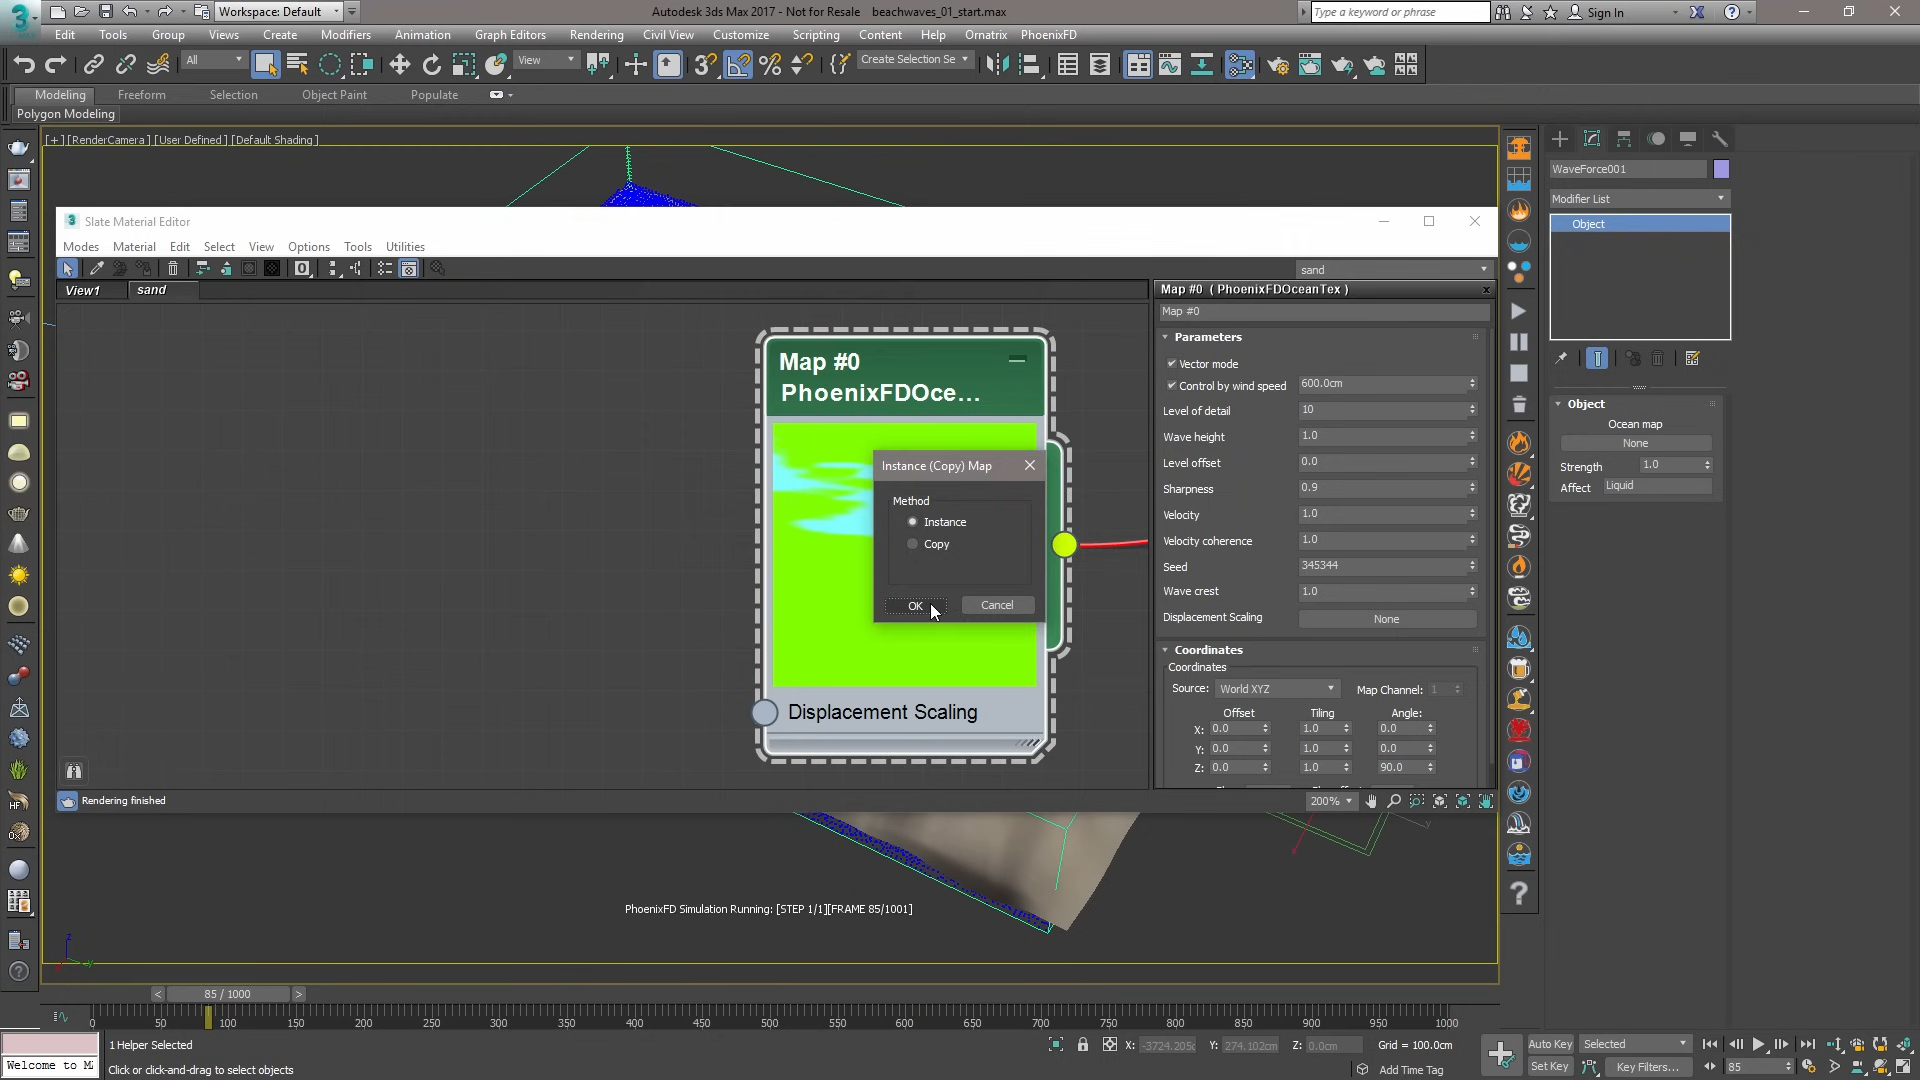 Workspace: Default
Autodesk 3ds Max 2017 - Not for Resale beachwaves_01_start.max
Type a keyword or phrase
Sign In
Edit Tools Group Views Create Modifiers Animation Graph Editors Rendering Civil View Customize Scripting Content Help Ornatrix PhoenixFD
All
View
Create Selection Se
Modeling Freeform Selection Object Paint Populate
Polygon Modeling
[+] [RenderCamera] [User Defined] [Default Shading]
WaveForce001
Modifier List
Object
Slate Material Editor
Modes Material Edit Select View Options Tools Utilities
sand
View1 sand
Map #0 ( PhoenixFDOceanTex )
Map #0
Parameters
Vector mode
Control by wind speed 600.0cm
Level of detail 10
Wave height 1.0
Level offset 0.0
Sharpness 0.9
Velocity 1.0
Velocity coherence 1.0
Seed 345344
Wave crest 1.0
Displacement Scaling None
Coordinates
Coordinates
Source: World XYZ Map Channel: 1
Offset Tiling Angle:
X: 0.0 1.0 0.0
Y: 0.0 1.0 0.0
Z: 0.0 1.0 90.0
Map #0
PhoenixFDOce...
Displacement Scaling
Instance (Copy) Map
Method
Instance
Copy
OK Cancel
Object
Ocean map
None
Strength 1.0
Affect Liquid
Rendering finished
200%
PhoenixFD Simulation Running: [STEP 1/1][FRAME 85/1001]
HF
z
y
85 / 1000
0 50 100 150 200 250 300 350 400 450 500 550 600 650 700 750 800 850 900 950 1000
1 Helper Selected
X: -3724.205c Y: 274.102cm Z: 0.0cm Grid = 100.0cm
Auto Key Selected
Welcome to M
Click or click-and-drag to select objects
Add Time Tag
Set Key Key Filters...
85